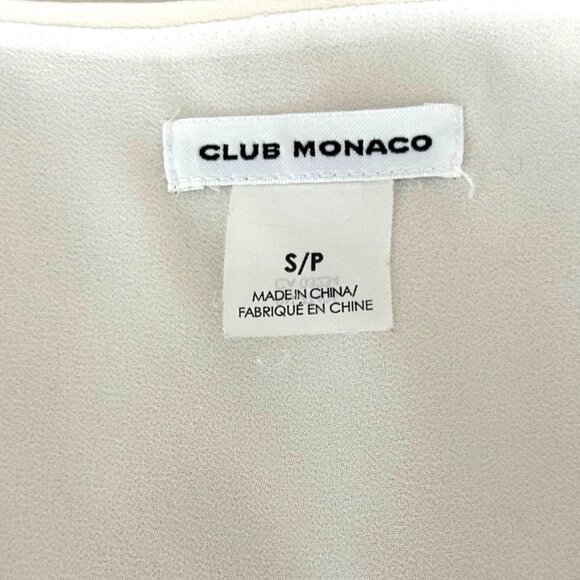 CLUB MONACO
S/P
MADE IN CHINA/
FABRIQUÉ EN CHINE